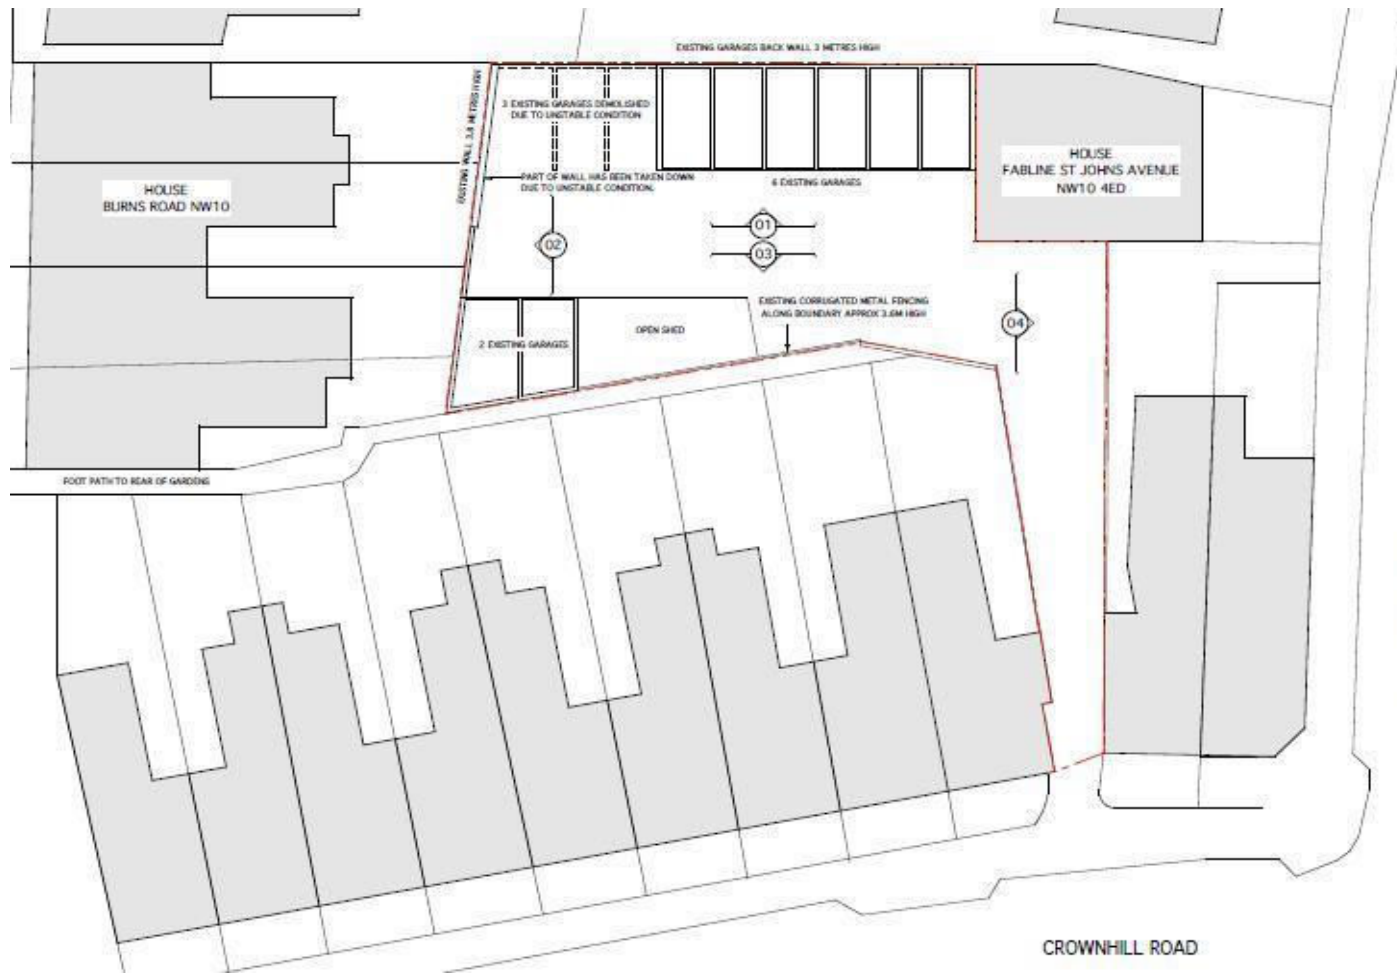 EXISTING GARAGES BACK WALL 3 METRES HIGH
EXISTING WALL 3.8 METRES HIGH
3 EXISTING GARAGES DEMOLISHED
DUE TO UNSTABLE CONDITION
PART OF WALL HAS BEEN TAKEN DOWN
DUE TO UNSTABLE CONDITION.
6 EXISTING GARAGES
HOUSE
FABLINE ST JOHNS AVENUE
NW10 4ED
HOUSE
BURNS ROAD NW10
01
02
03
EXISTING CORRUGATED METAL FENCING
ALONG BOUNDARY APPROX 3.6M HIGH
04
OPEN SHED
2 EXISTING GARAGES
FOOT PATH TO REAR OF GARDENS
CROWNHILL ROAD